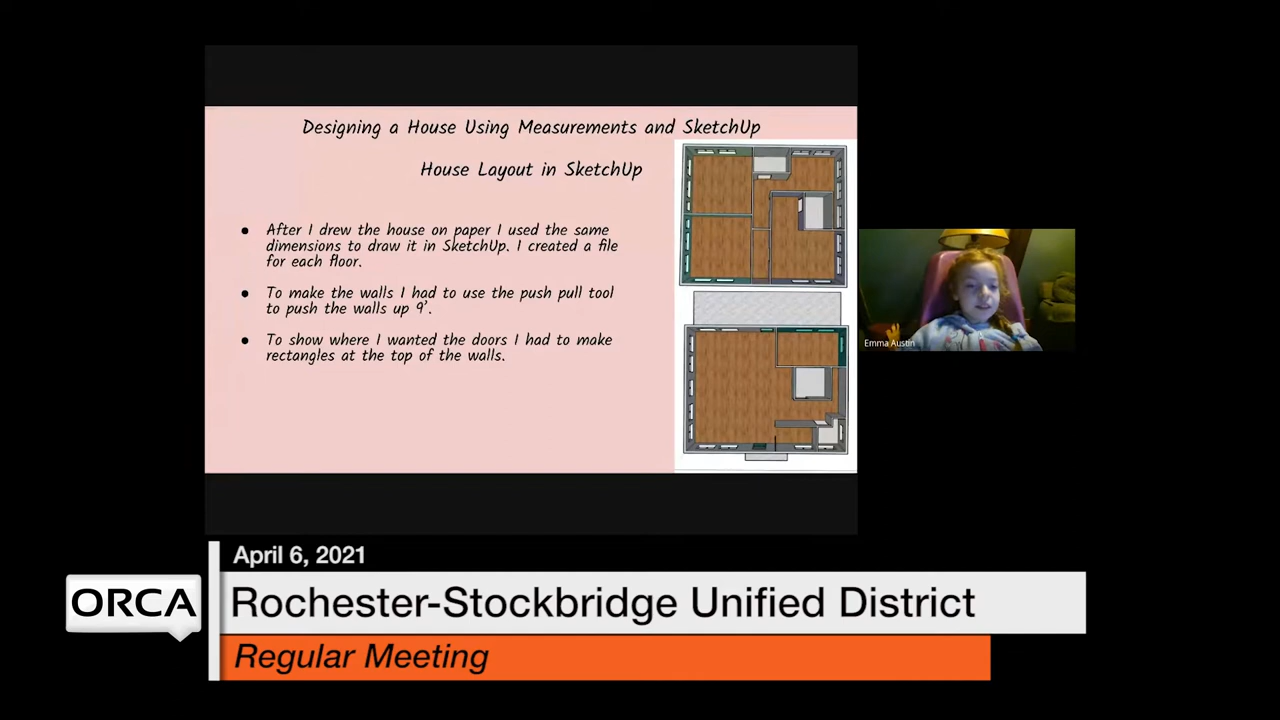 Designing a House Using Measurements and SketchUp
House Layout in SketchUp
● After I drew the house on paper I used the same
dimensions to draw it in SketchUp. I created a file
for each floor.
● To make the walls I had to use the push pull tool
to push the walls up 9'.
● To show where I wanted the doors I had to make
rectangles at the top of the walls.
Emma Austin
April 6, 2021
ORCA
Rochester-Stockbridge Unified District
Regular Meeting